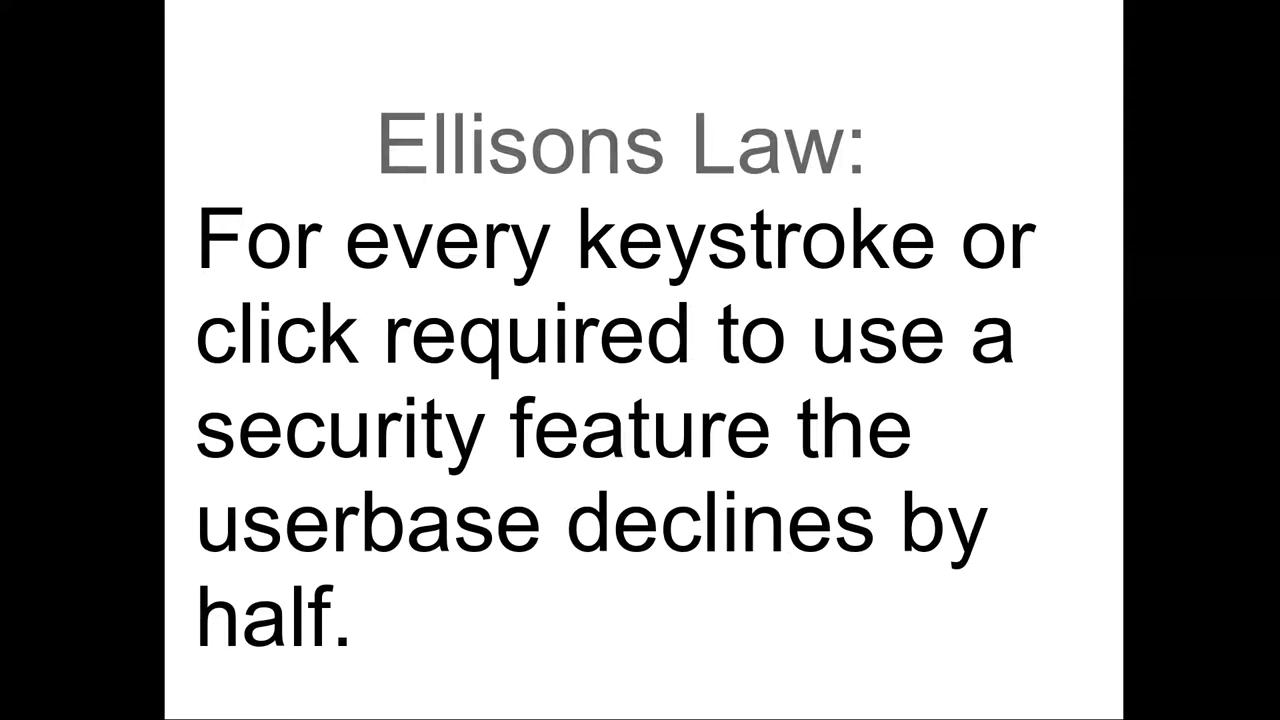 Ellisons Law:
For every keystroke or
click required to use a
security feature the
userbase declines by
half.